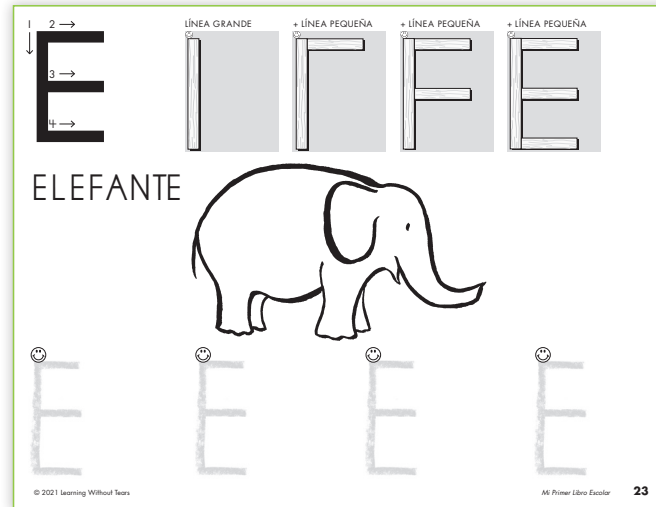 1 2 → LÍNEA GRANDE + LÍNEA PEQUEÑA + LÍNEA PEQUEÑA + LÍNEA PEQUEÑA
E
3 →
4 →
ELEFANTE
E E E E
© 2021 Learning Without Tears Mi Primer Libro Escolar 23